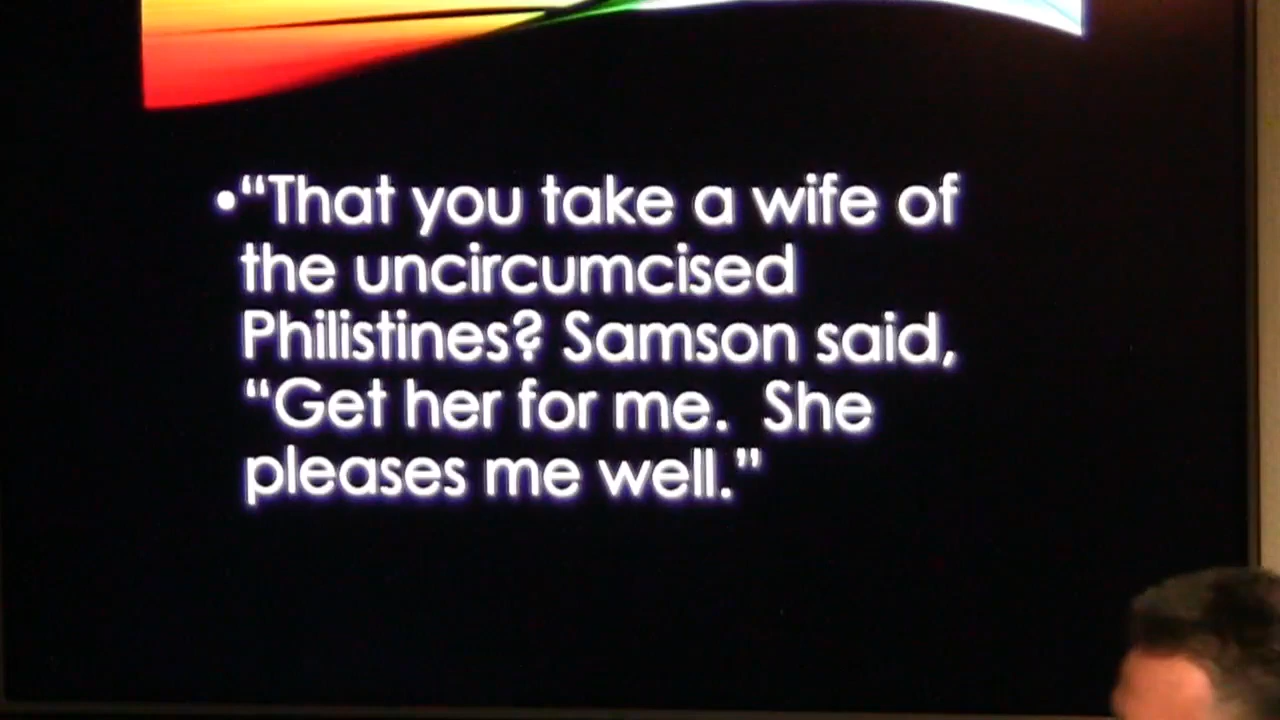 •“That you take a wife of
the uncircumcised
Philistines? Samson said,
“Get her for me.  She
pleases me well.”